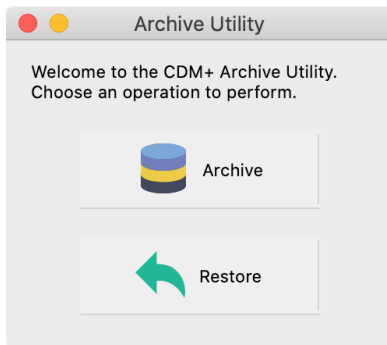 Archive Utility
Welcome to the CDM+ Archive Utility.
Choose an operation to perform.
Archive
Restore